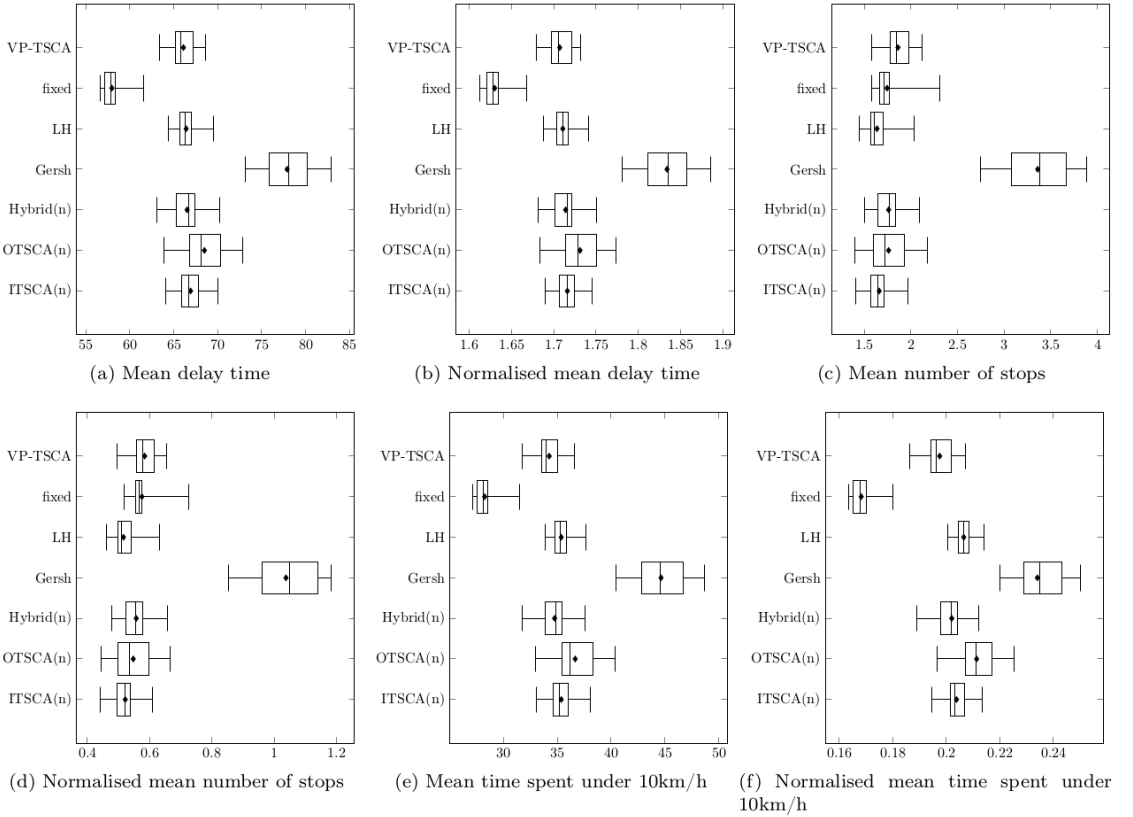 VP-TSCA
fixed
LH
Gersh
Hybrid(n)
OTSCA(n)
ITSCA(n)
55 60 65 70 75 80 85
(a) Mean delay time
VP-TSCA
fixed
LH
Gersh
Hybrid(n)
OTSCA(n)
ITSCA(n)
1.6 1.65 1.7 1.75 1.8 1.85 1.9
(b) Normalised mean delay time
VP-TSCA
fixed
LH
Gersh
Hybrid(n)
OTSCA(n)
ITSCA(n)
1.5 2 2.5 3 3.5 4
(c) Mean number of stops
VP-TSCA
fixed
LH
Gersh
Hybrid(n)
OTSCA(n)
ITSCA(n)
0.4 0.6 0.8 1 1.2
(d) Normalised mean number of stops
VP-TSCA
fixed
LH
Gersh
Hybrid(n)
OTSCA(n)
ITSCA(n)
30 35 40 45 50
(e) Mean time spent under 10km/h
VP-TSCA
fixed
LH
Gersh
Hybrid(n)
OTSCA(n)
ITSCA(n)
0.16 0.18 0.2 0.22 0.24
(f) Normalised mean time spent under
10km/h